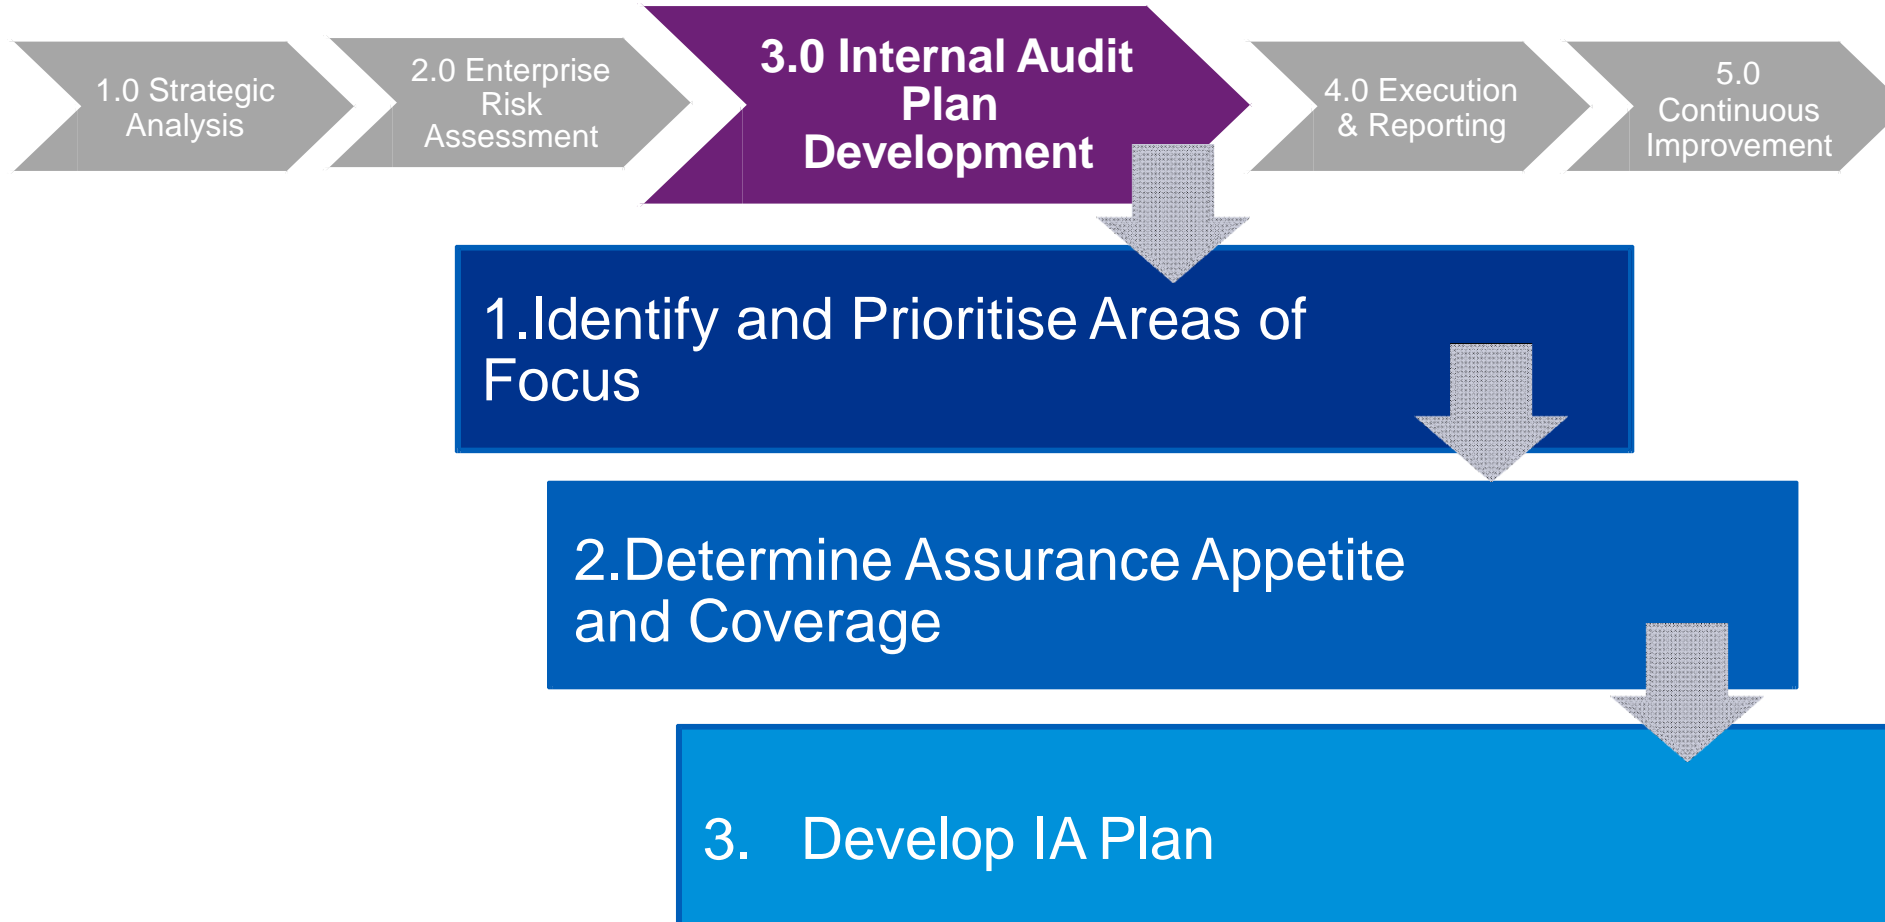 1.0 Strategic
Analysis
2.0 Enterprise
Risk
Assessment
3.0 Internal Audit
Plan
Development
4.0 Execution
& Reporting
5.0
Continuous
Improvement
1.Identify and Prioritise Areas of
Focus
2.Determine Assurance Appetite
and Coverage
3. Develop IA Plan